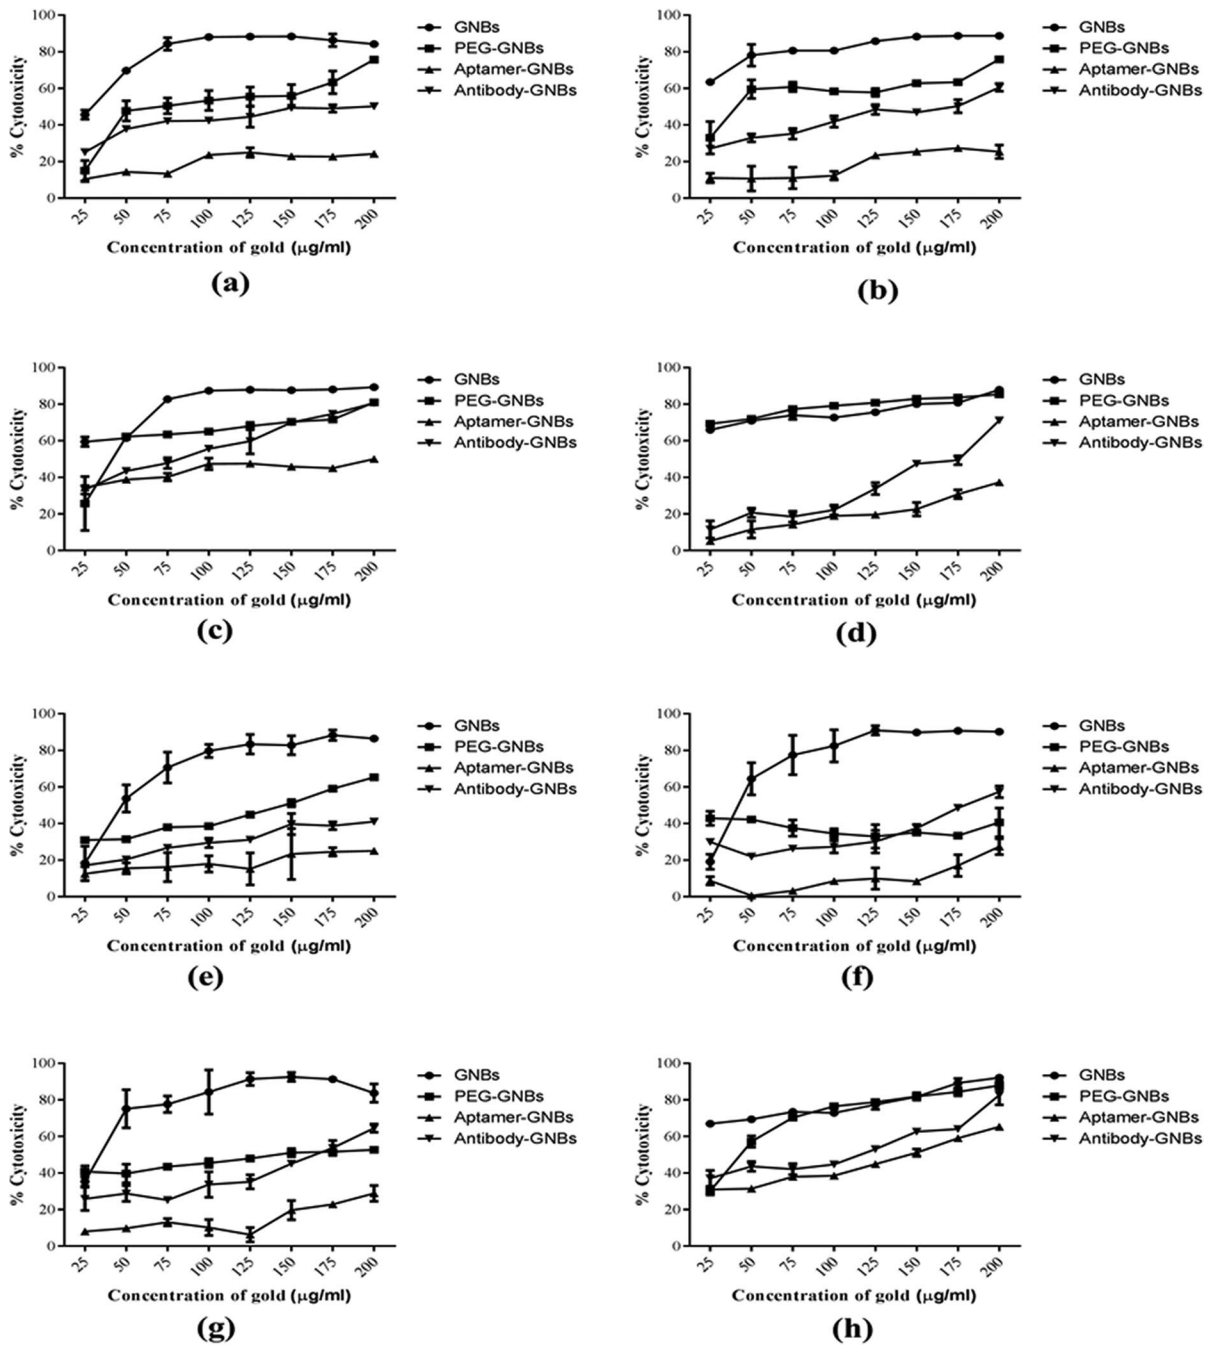 100
80
60
40
20
0
% Cytotoxicity
25 50 75 100 125 150 175 200
Concentration of gold (μg/ml)
GNBs
PEG-GNBs
Aptamer-GNBs
Antibody-GNBs
(a)
100
80
60
40
20
0
% Cytotoxicity
25 50 75 100 125 150 175 200
Concentration of gold (μg/ml)
GNBs
PEG-GNBs
Aptamer-GNBs
Antibody-GNBs
(b)
100
80
60
40
20
0
% Cytotoxicity
25 50 75 100 125 150 175 200
Concentration of gold (μg/ml)
GNBs
PEG-GNBs
Aptamer-GNBs
Antibody-GNBs
(c)
100
80
60
40
20
0
% Cytotoxicity
25 50 75 100 125 150 175 200
Concentration of gold (μg/ml)
GNBs
PEG-GNBs
Aptamer-GNBs
Antibody-GNBs
(d)
100
80
60
40
20
0
% Cytotoxicity
25 50 75 100 125 150 175 200
Concentration of gold (μg/ml)
GNBs
PEG-GNBs
Aptamer-GNBs
Antibody-GNBs
(e)
100
80
60
40
20
0
% Cytotoxicity
25 50 75 100 125 150 175 200
Concentration of gold (μg/ml)
GNBs
PEG-GNBs
Aptamer-GNBs
Antibody-GNBs
(f)
100
80
60
40
20
0
% Cytotoxicity
25 50 75 100 125 150 175 200
Concentration of gold (μg/ml)
GNBs
PEG-GNBs
Aptamer-GNBs
Antibody-GNBs
(g)
100
80
60
40
20
0
% Cytotoxicity
25 50 75 100 125 150 175 200
Concentration of gold (μg/ml)
GNBs
PEG-GNBs
Aptamer-GNBs
Antibody-GNBs
(h)